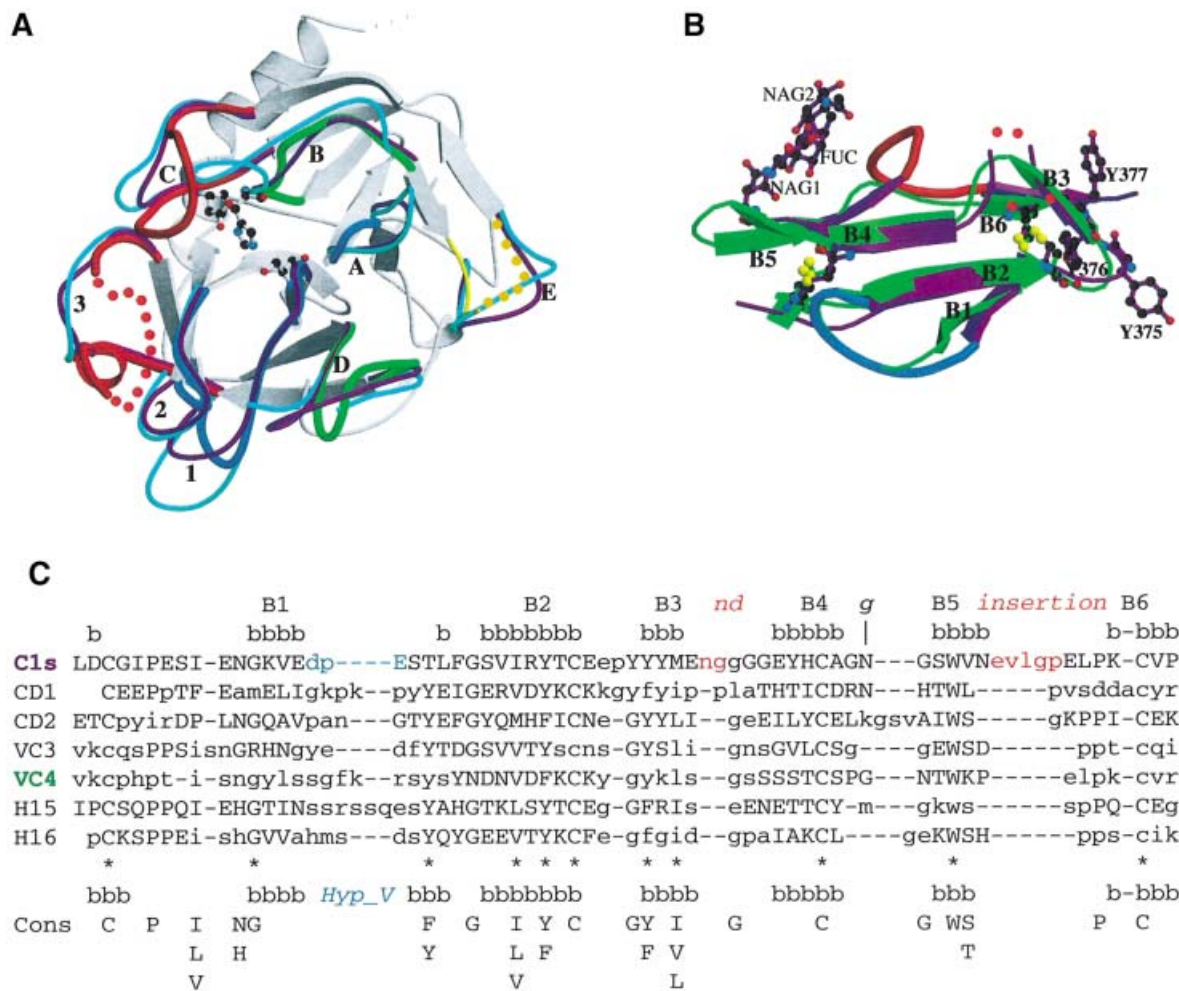 A
B
C
B
A
E
3
D
2
1
NAG2
FUC
NAG1
Y377
B3
B6
B4
B5
B2
376
B1
Y375
C
B1 B2 B3 nd B4 g B5 insertion B6
b bbbb b bbbbbbb bbb bbbbb | bbbb b-bbb
C1s LDCGIPESI-ENGKVEdp-----ESTLFGSVIRYTCEepYYYMENggGGEYHCAGN---GSWVNevlgpELPK-CVP
CD1 CEEPpTF-EamELIgkpk--pyYEIGERVDYKCKkgyfyip-plaTHTICDRN---HTWL------pvsddacyr
CD2 ETCpyirDP-LNGQAVpan---GTYEFGYQMHFICNeG-YYLI--geEILYCELkgsvAIWS-----gKPPI-CEK
VC3 vkcqsPPSisnGRHNgye----dfYTDGSVVTYscns-GYSli--gnsGVLCSg----gEWSD-----ppt-cqi
VC4 vkcphpt-i-sngylssgfk--rsysYNDNVDFKCKy-gykls--gsSSSTCSPG---NTWKP-----elpk-cvr
H15 IPCSQPPQI-EHGTINssrssqesYAHGTKLSYTCEg-GFRIs--eENETTCY-m---gkws------spPQ-CEg
H16 pCKSPPEi-shGVVahms--dsYQYGEEVTYKCFe-gfgid--gpaIAKCL----geKWSH-----pps-cik
* * * * * * * * * * *
bbb bbbb Hyp_V bbb bbbbbbb bbbb bbbbb bbb b-bbb
Cons C P I NG F G I Y C GY I G C G WS P C
L H Y L F F V T
V V L